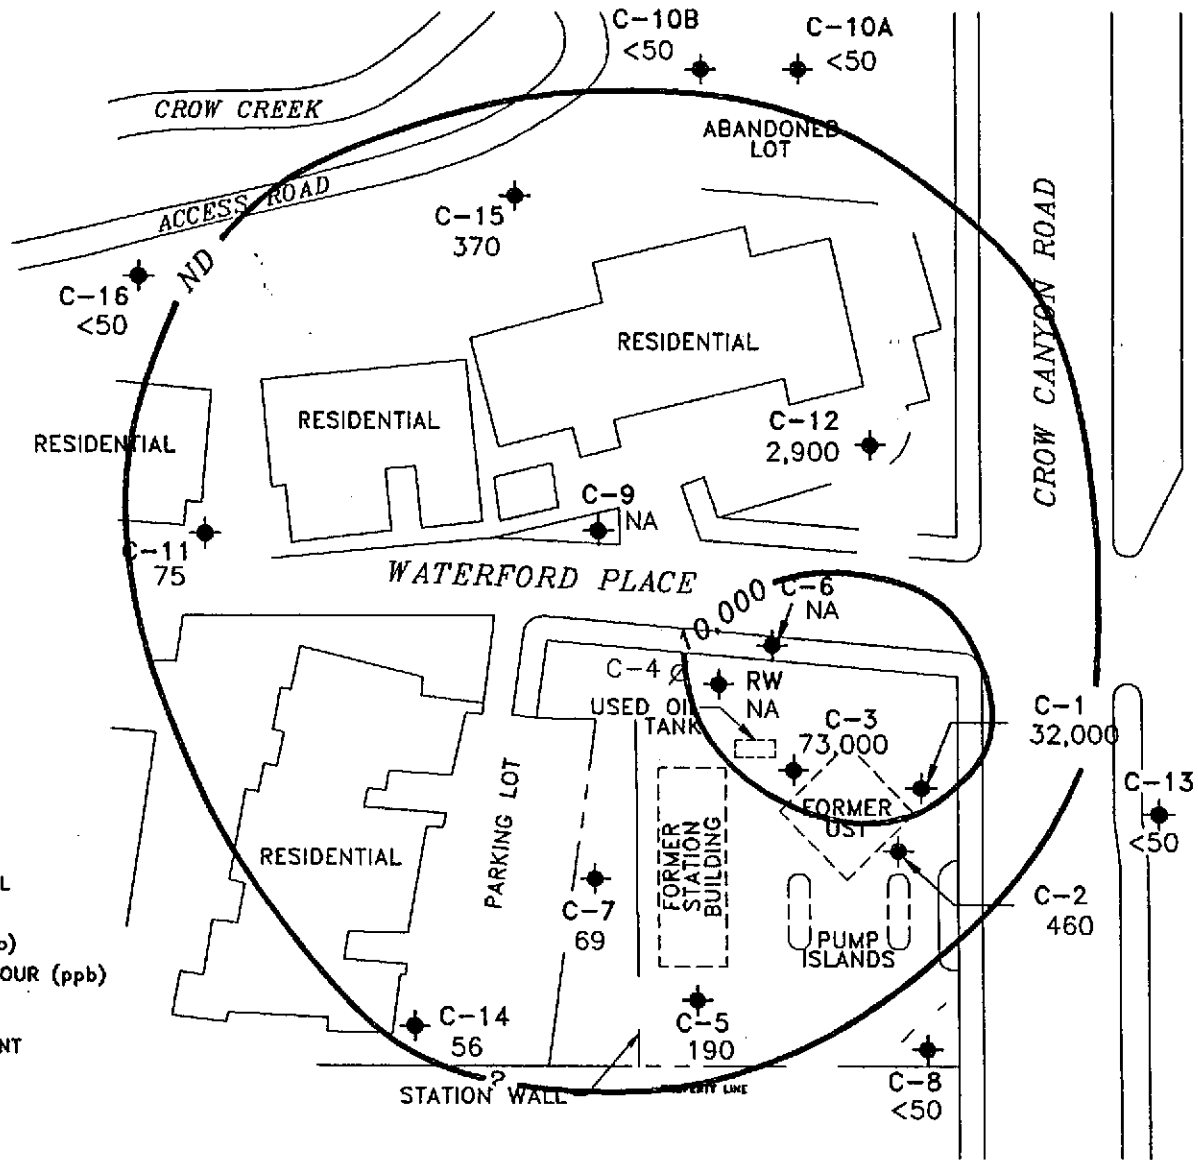 C-10B
<50
C-10A
<50
CROW CREEK
ABANDONED
LOT
ACCESS ROAD
C-15
370
ND
C-16
<50
CROW CANYON ROAD
RESIDENTIAL
RESIDENTIAL
RESIDENTIAL
C-12
2,900
C-9
NA
C-11
75
WATERFORD PLACE
10,000
C-6
NA
C-4
RW
NA
USED OIL
TANK
C-3
73,000
C-1
32,000
C-13
<50
FORMER
UST
PARKING LOT
FORMER
STATION
BUILDING
RESIDENTIAL
L
C-7
69
C-2
460
PUMP
ISLANDS
)
OUR (ppb)
C-14
56
C-5
190
NT
C-8
<50
?
STATION WALL
LINE